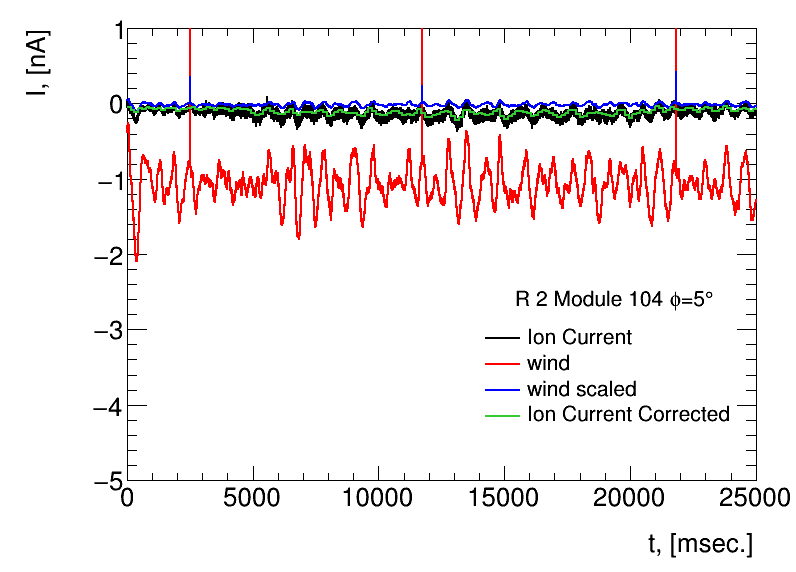 I, [nA]
1
0
−1
−2
−3
−4
−5
R 2 Module 104 ϕ=5°
Ion Current
wind
wind scaled
Ion Current Corrected
0 5000 10000 15000 20000 25000
t, [msec.]